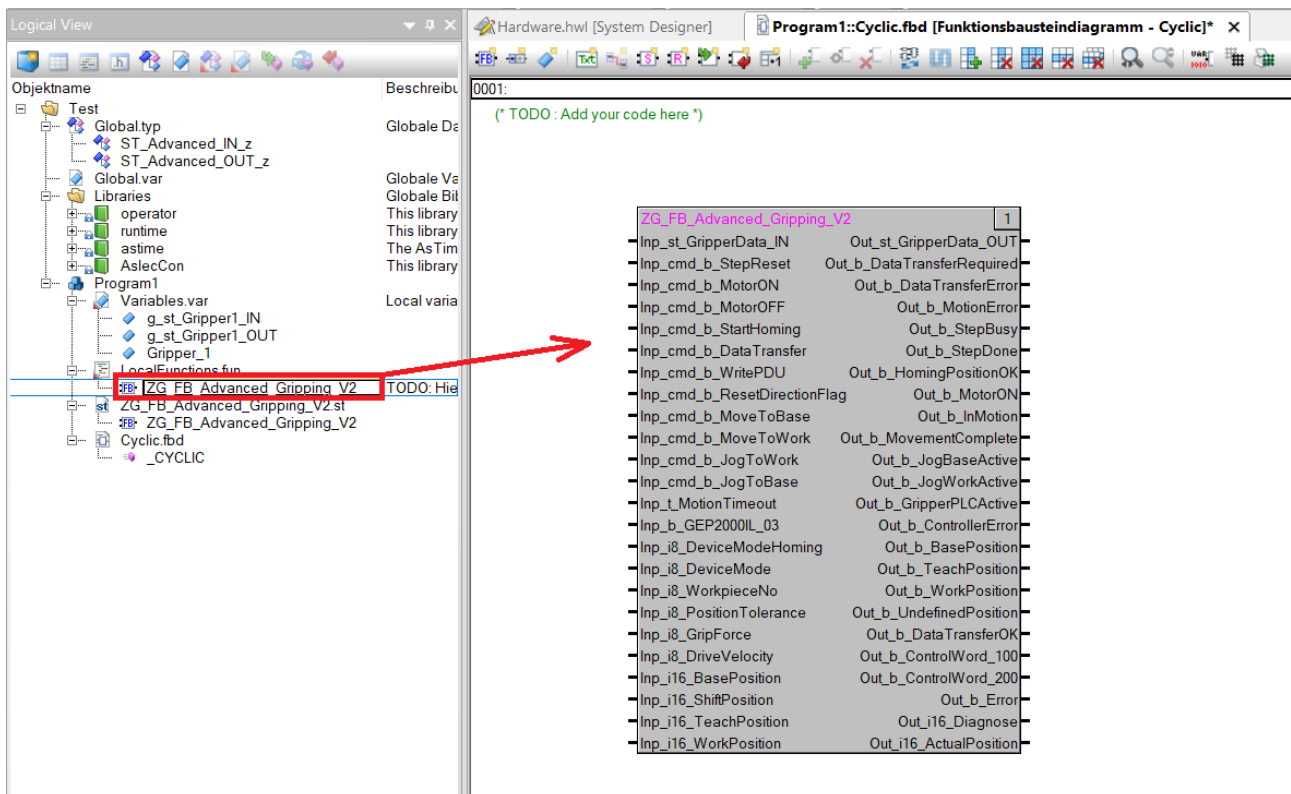 Logical View
Objektname Beschreibu
Test
Global.typ Globale Da
ST_Advanced_IN_z
ST_Advanced_OUT_z
Global.var Globale Va
Libraries Globale Bil
operator This library
runtime This library
astime The AsTim
AsIecCon This library
Program1
Variables.var Local varia
g_st_Gripper1_IN
g_st_Gripper1_OUT
Gripper_1
LocalFunctions.fun
ZG_FB_Advanced_Gripping_V2 TODO: Hie
ZG_FB_Advanced_Gripping_V2.st
ZG_FB_Advanced_Gripping_V2
Cyclic.fbd
_CYCLIC
Hardware.hwl [System Designer]
Program1::Cyclic.fbd [Funktionsbausteindiagramm - Cyclic]*
0001:
(* TODO : Add your code here *)
ZG_FB_Advanced_Gripping_V2 1
Inp_st_GripperData_IN Out_st_GripperData_OUT
Inp_cmd_b_StepReset Out_b_DataTransferRequired
Inp_cmd_b_MotorON Out_b_DataTransferError
Inp_cmd_b_MotorOFF Out_b_MotionError
Inp_cmd_b_StartHoming Out_b_StepBusy
Inp_cmd_b_DataTransfer Out_b_StepDone
Inp_cmd_b_WritePDU Out_b_HomingPositionOK
Inp_cmd_b_ResetDirectionFlag Out_b_MotorON
Inp_cmd_b_MoveToBase Out_b_InMotion
Inp_cmd_b_MoveToWork Out_b_MovementComplete
Inp_cmd_b_JogToWork Out_b_JogBaseActive
Inp_cmd_b_JogToBase Out_b_JogWorkActive
Inp_t_MotionTimeout Out_b_GripperPLCActive
Inp_b_GEP2000IL_03 Out_b_ControllerError
Inp_i8_DeviceModeHoming Out_b_BasePosition
Inp_i8_DeviceMode Out_b_TeachPosition
Inp_i8_WorkpieceNo Out_b_WorkPosition
Inp_i8_PositionTolerance Out_b_UndefinedPosition
Inp_i8_GripForce Out_b_DataTransferOK
Inp_i8_DriveVelocity Out_b_ControlWord_100
Inp_i16_BasePosition Out_b_ControlWord_200
Inp_i16_ShiftPosition Out_b_Error
Inp_i16_TeachPosition Out_i16_Diagnose
Inp_i16_WorkPosition Out_i16_ActualPosition